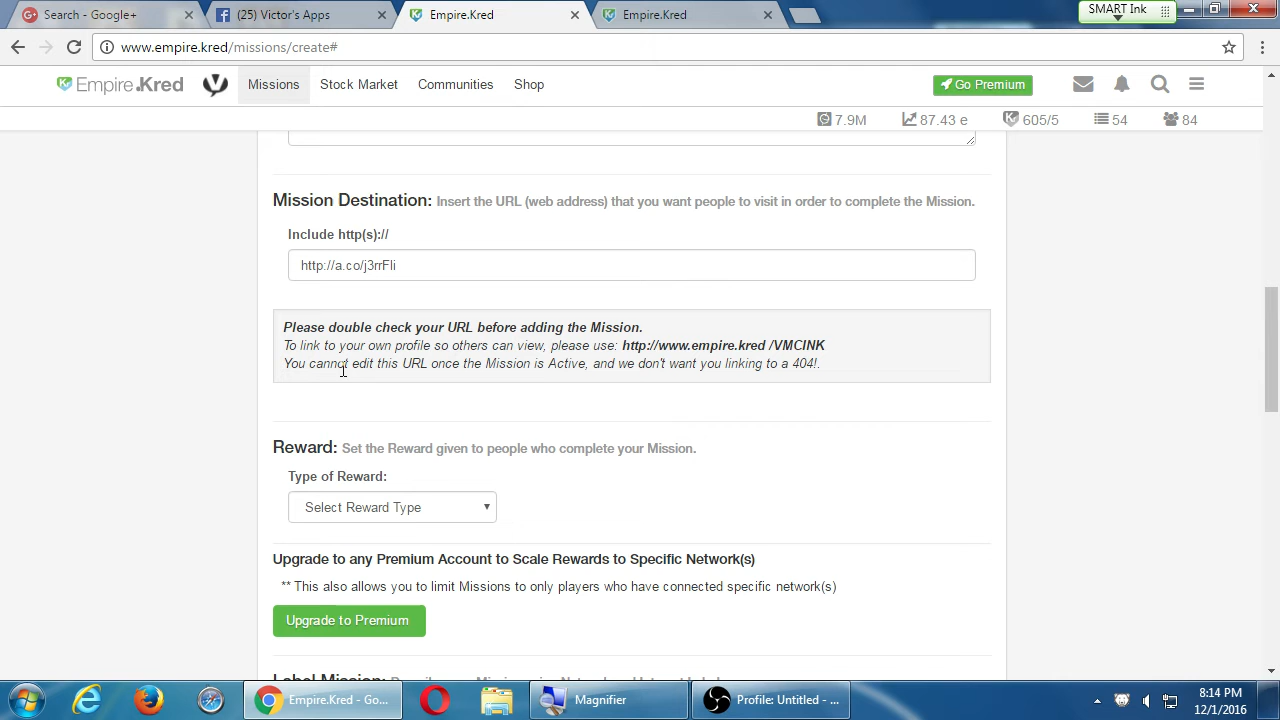 Search - Google+
(25) Victor's Apps
Empire.Kred
Empire.Kred
SMART Ink
www.empire.kred/missions/create#
Empire.Kred
Missions
Stock Market
Communities
Shop
Go Premium
7.9M
87.43 e
605/5
54
84
Mission Destination: Insert the URL (web address) that you want people to visit in order to complete the Mission.
Include http(s)://
http://a.co/j3rrFli
Please double check your URL before adding the Mission.
To link to your own profile so others can view, please use: http://www.empire.kred /VMCINK
You cannot edit this URL once the Mission is Active, and we don't want you linking to a 404!.
Reward: Set the Reward given to people who complete your Mission.
Type of Reward:
Select Reward Type
Upgrade to any Premium Account to Scale Rewards to Specific Network(s)
** This also allows you to limit Missions to only players who have connected specific network(s)
Upgrade to Premium
Empire.Kred - Go...
Magnifier
Profile: Untitled - ...
8:14 PM
12/1/2016